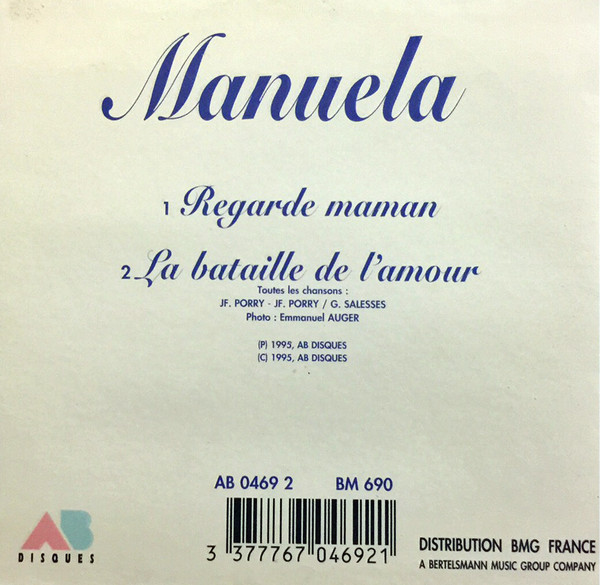 Manuela
1 Regarde maman
2 La bataille de l'amour
Toutes les chansons :
JF. PORRY - JF. PORRY / G. SALESSES
Photo : Emmanuel AUGER
(P) 1995, AB DISQUES
(C) 1995, AB DISQUES
AB 0469 2 BM 690
3 377767 046921
AB
DISQUES
DISTRIBUTION BMG FRANCE
A BERTELSMANN MUSIC GROUP COMPANY